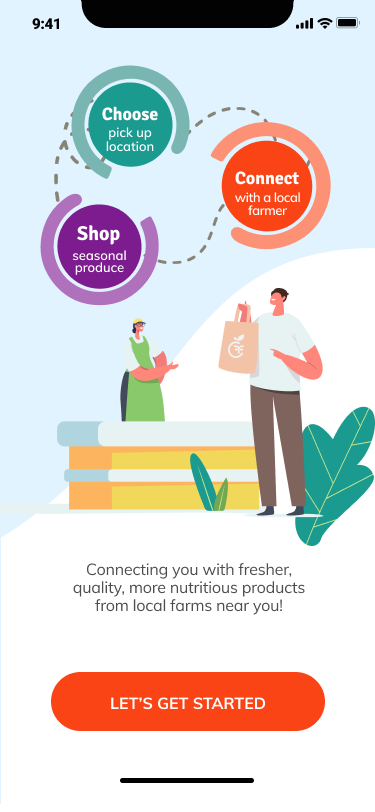 9:41
Choose
pick up
location
Connect
with a local
farmer
Shop
seasonal
produce
Connecting you with fresher,
quality, more nutritious products
from local farms near you!
LET'S GET STARTED